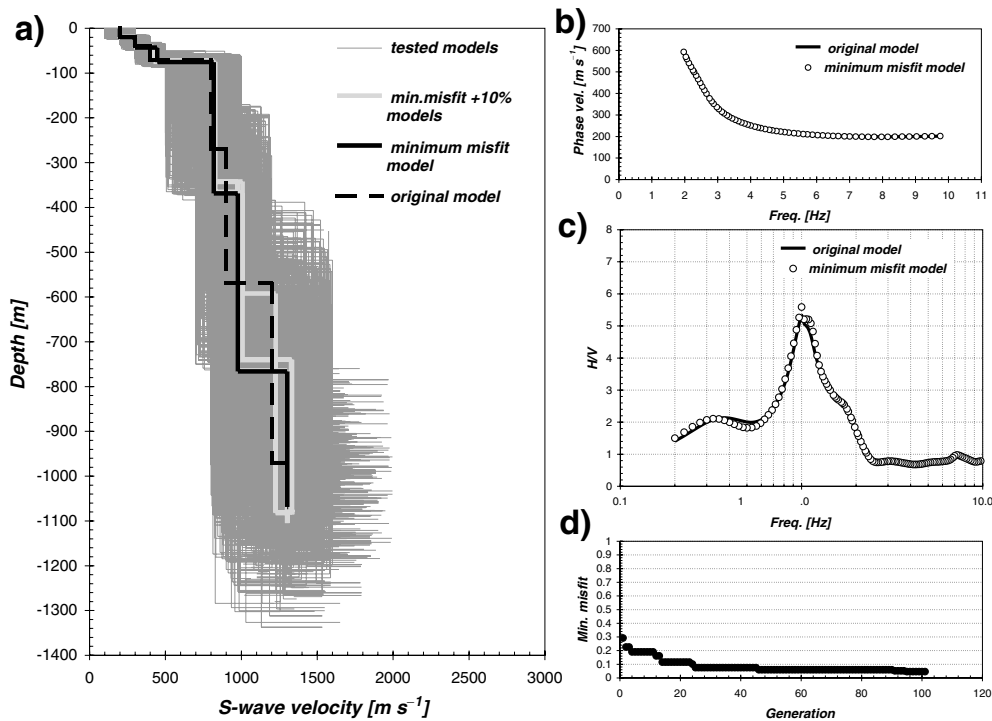 a)
0
-100
-200
-300
-400
-500
-600
-700
-800
-900
-1000
-1100
-1200
-1300
-1400
Depth [m]
0 500 1000 1500 2000 2500 3000
S-wave velocity [m s⁻¹]
tested models
min.misfit +10%
models
minimum misfit
model
original model
b)
700
600
500
400
300
200
100
0
Phase vel. [m s⁻¹]
original model
minimum misfit model
0 1 2 3 4 5 6 7 8 9 10 11
Freq. [Hz]
c)
8
7
6
5
4
3
2
1
0
H/V
original model
minimum misfit model
0.1 1 .0 10.0
Freq. [Hz]
d)
1
0.9
0.8
0.7
0.6
0.5
0.4
0.3
0.2
0.1
0
Min. misfit
0 20 40 60 80 100 120
Generation